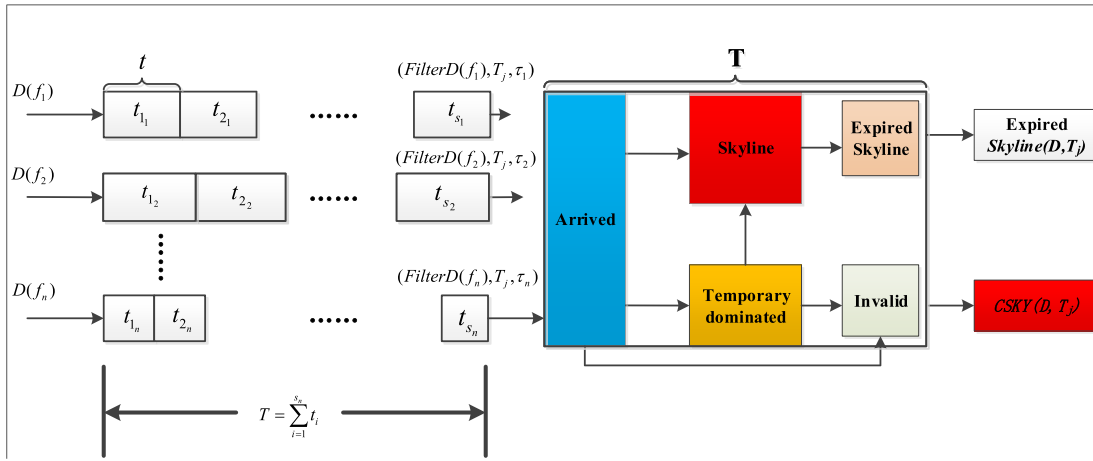 t
D(f₁)
t₁₁
t₂₁
......
(FilterD(f₁),Tⱼ,τ₁)
tₛ₁
D(f₂)
t₁₂
t₂₂
......
(FilterD(f₂),Tⱼ,τ₂)
tₛ₂
D(fₙ)
t₁ₙ
t₂ₙ
......
(FilterD(fₙ),Tⱼ,τₙ)
tₛₙ
T = ∑ᵢ₌₁^{sₙ} tᵢ
T
Arrived
Skyline
Expired
Skyline
Temporary
dominated
Invalid
Expired
Skyline(D,Tⱼ)
CSKY(D, Tⱼ)